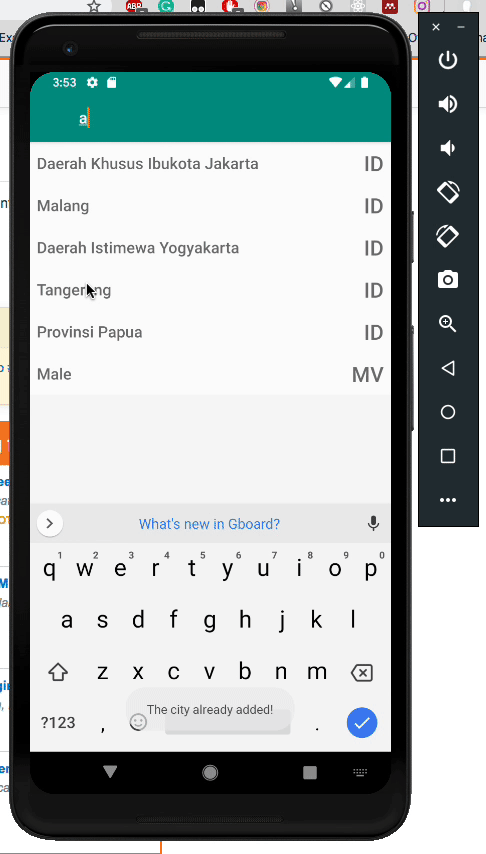 3:53
a
Daerah Khusus Ibukota Jakarta ID
Malang ID
Daerah Istimewa Yogyakarta ID
Tangerang ID
Provinsi Papua ID
Male MV
What's new in Gboard?
1 2 3 4 5 6 7 8 9 0
q w e r t y u i o p
a s d f g h j k l
z x c v b n m
?123 , .
The city already added!